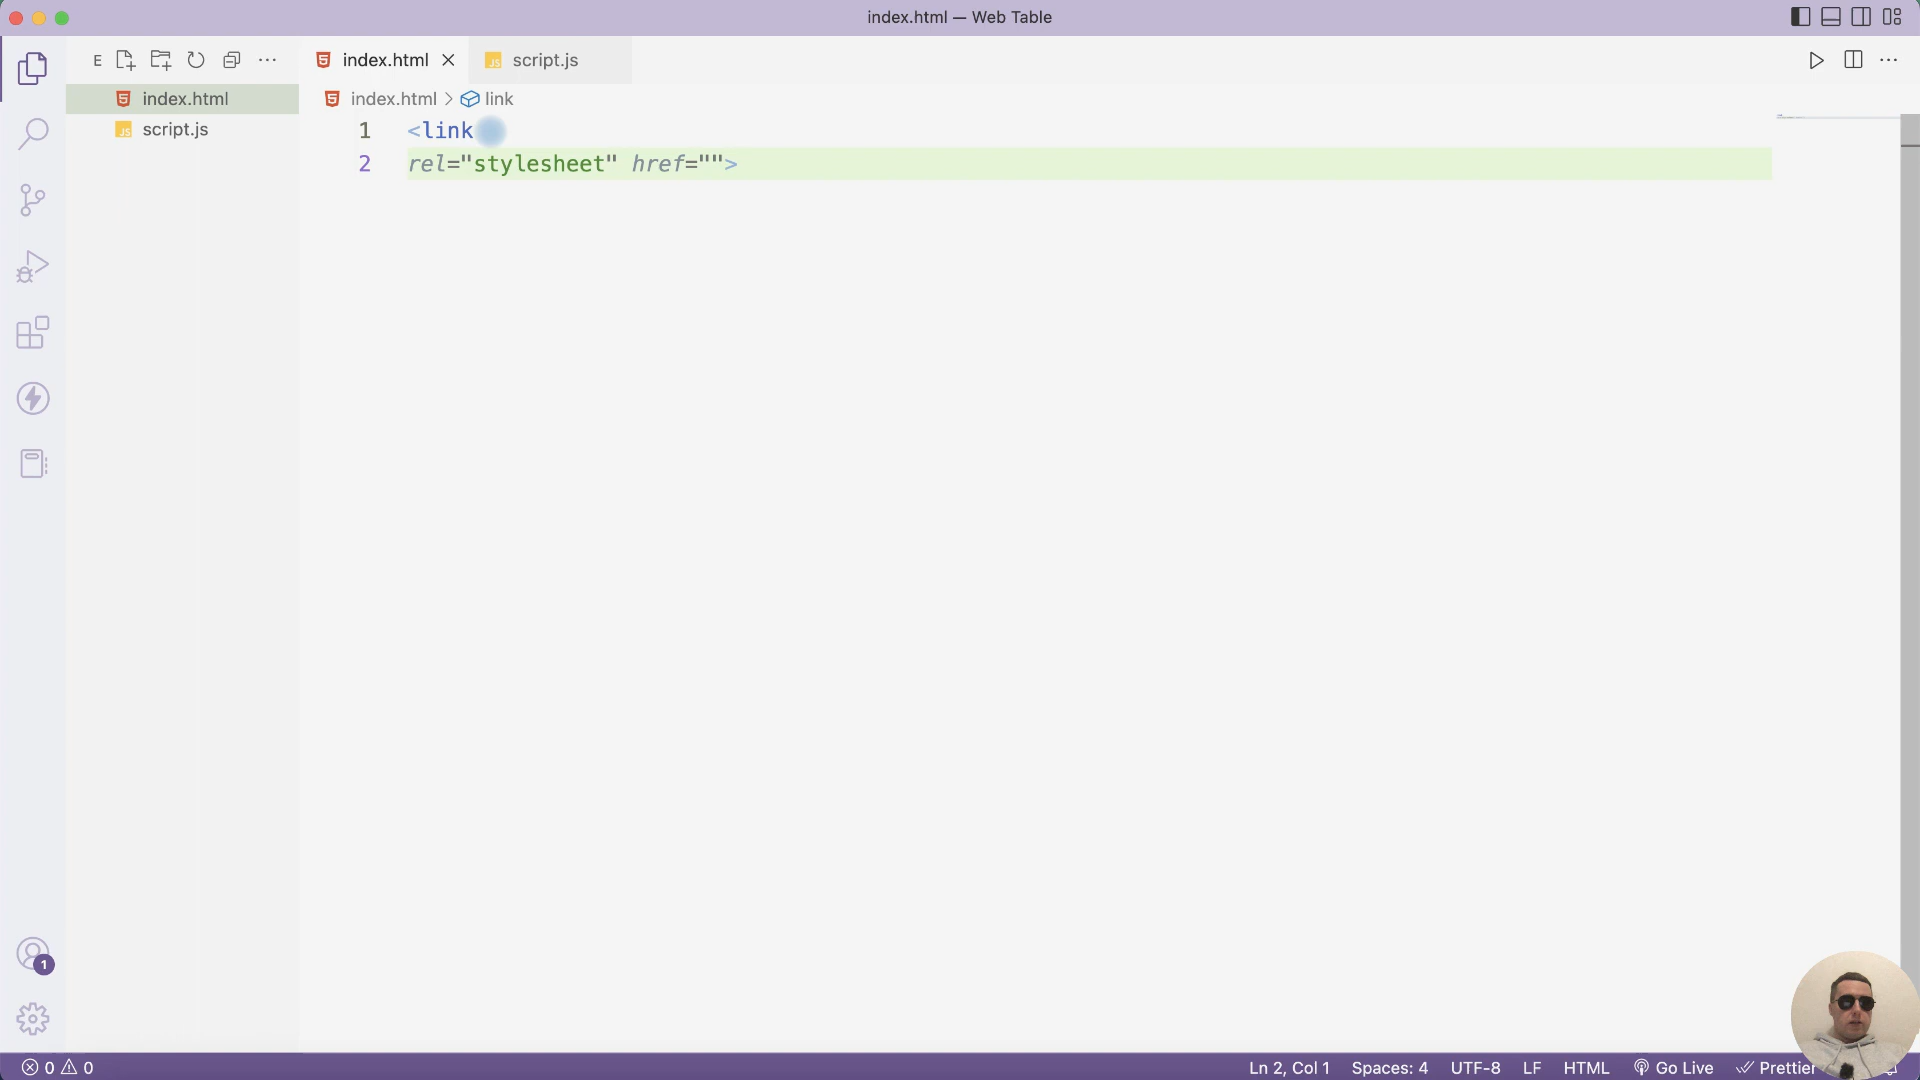 index.html — Web Table
E
index.html
script.js
index.html
script.js
index.html > link
1 <link
2 rel="stylesheet" href="">
1
0 0
Ln 2, Col 1 Spaces: 4 UTF-8 LF HTML Go Live Prettier